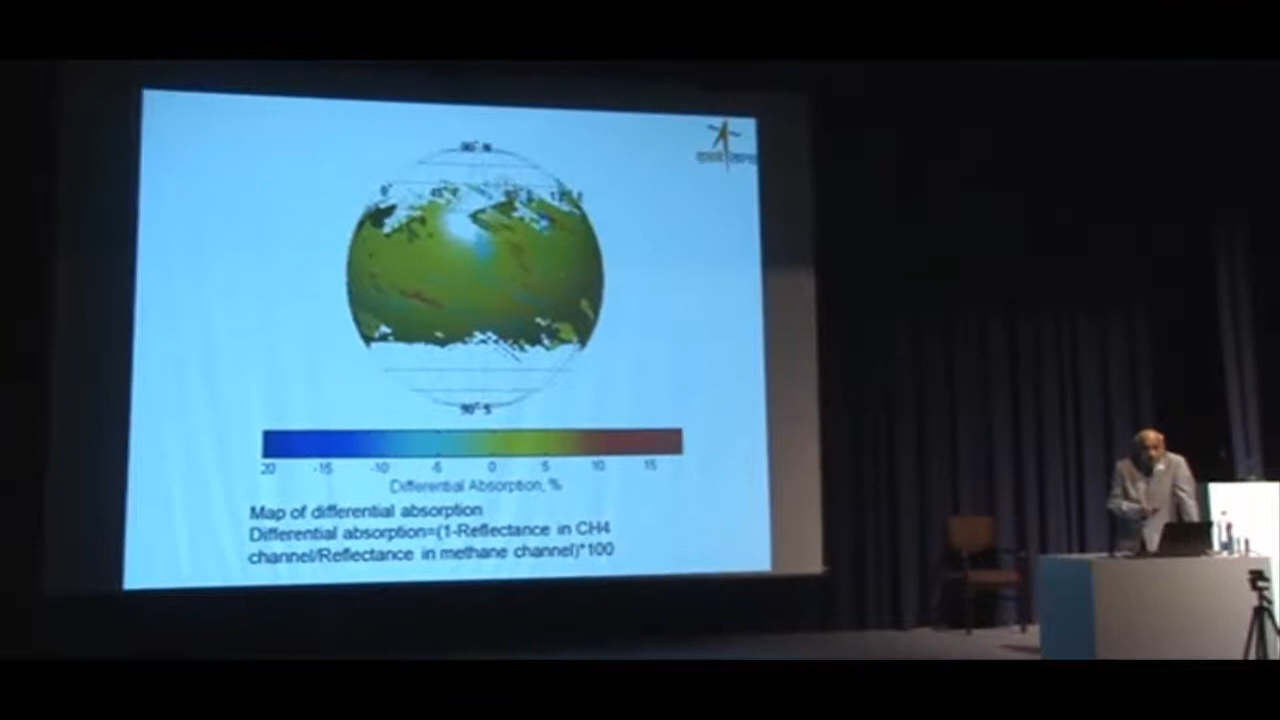 90° N
0°
90° S
20 -15 -10 -5 0 5 10 15
Differential Absorption, %
Map of differential absorption
Differential absorption=(1-Reflectance in CH4
channel/Reflectance in methane channel)*100